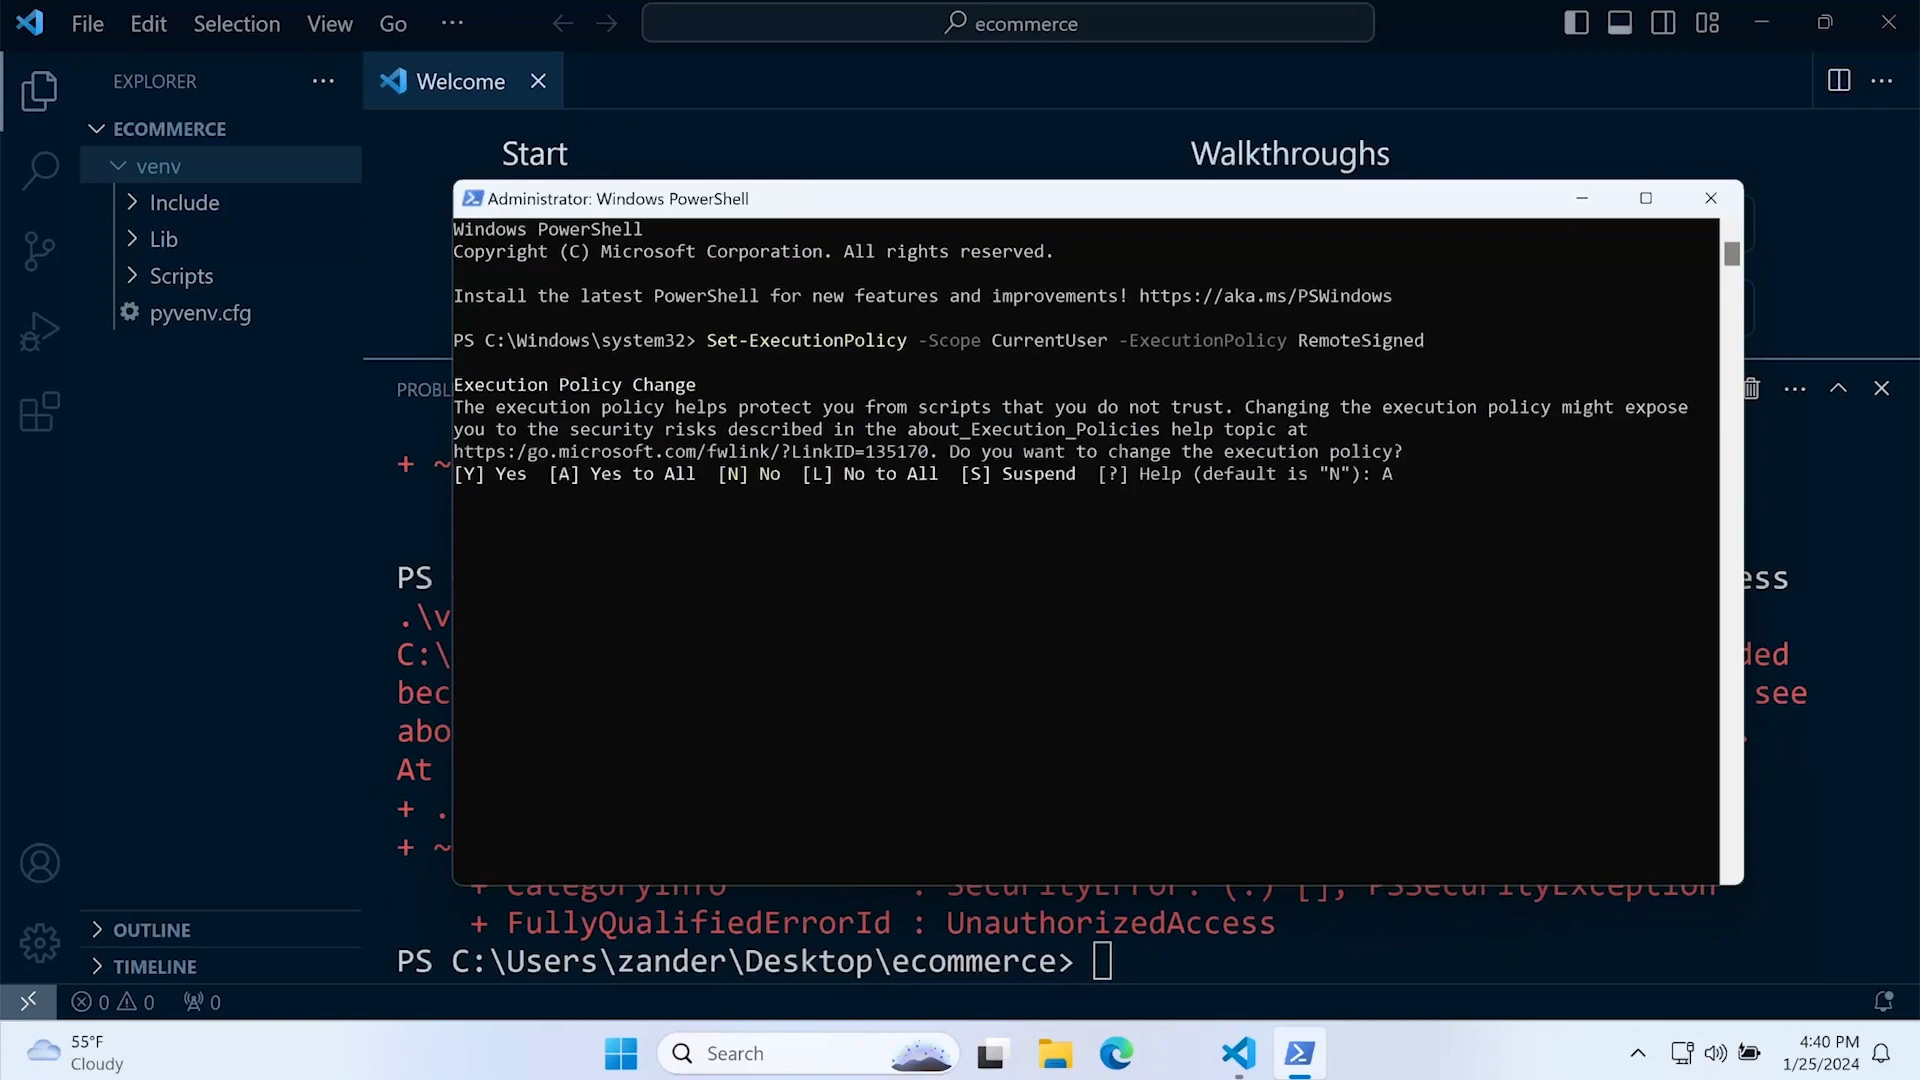 File Edit Selection View Go ...
ecommerce
EXPLORER ...
Welcome
ECOMMERCE
venv
Include
Lib
Scripts
pyvenv.cfg
OUTLINE
TIMELINE
Start
Walkthroughs
Administrator: Windows PowerShell
Windows PowerShell
Copyright (C) Microsoft Corporation. All rights reserved.
Install the latest PowerShell for new features and improvements! https://aka.ms/PSWindows
PS C:\Windows\system32> Set-ExecutionPolicy -Scope CurrentUser -ExecutionPolicy RemoteSigned
Execution Policy Change
The execution policy helps protect you from scripts that you do not trust. Changing the execution policy might expose
you to the security risks described in the about_Execution_Policies help topic at
https:/go.microsoft.com/fwlink/?LinkID=135170. Do you want to change the execution policy?
[Y] Yes  [A] Yes to All  [N] No  [L] No to All  [S] Suspend  [?] Help (default is "N"): A
PROBL
+ ~
PS ess
.\v
C:\ ded
bec see
abo
At
+ .
+ ~
+ CategoryInfo : SecurityError: (:) [], PSSecurityException
+ FullyQualifiedErrorId : UnauthorizedAccess
PS C:\Users\zander\Desktop\ecommerce>
0 0 0
55°F
Cloudy
Search
4:40 PM
1/25/2024